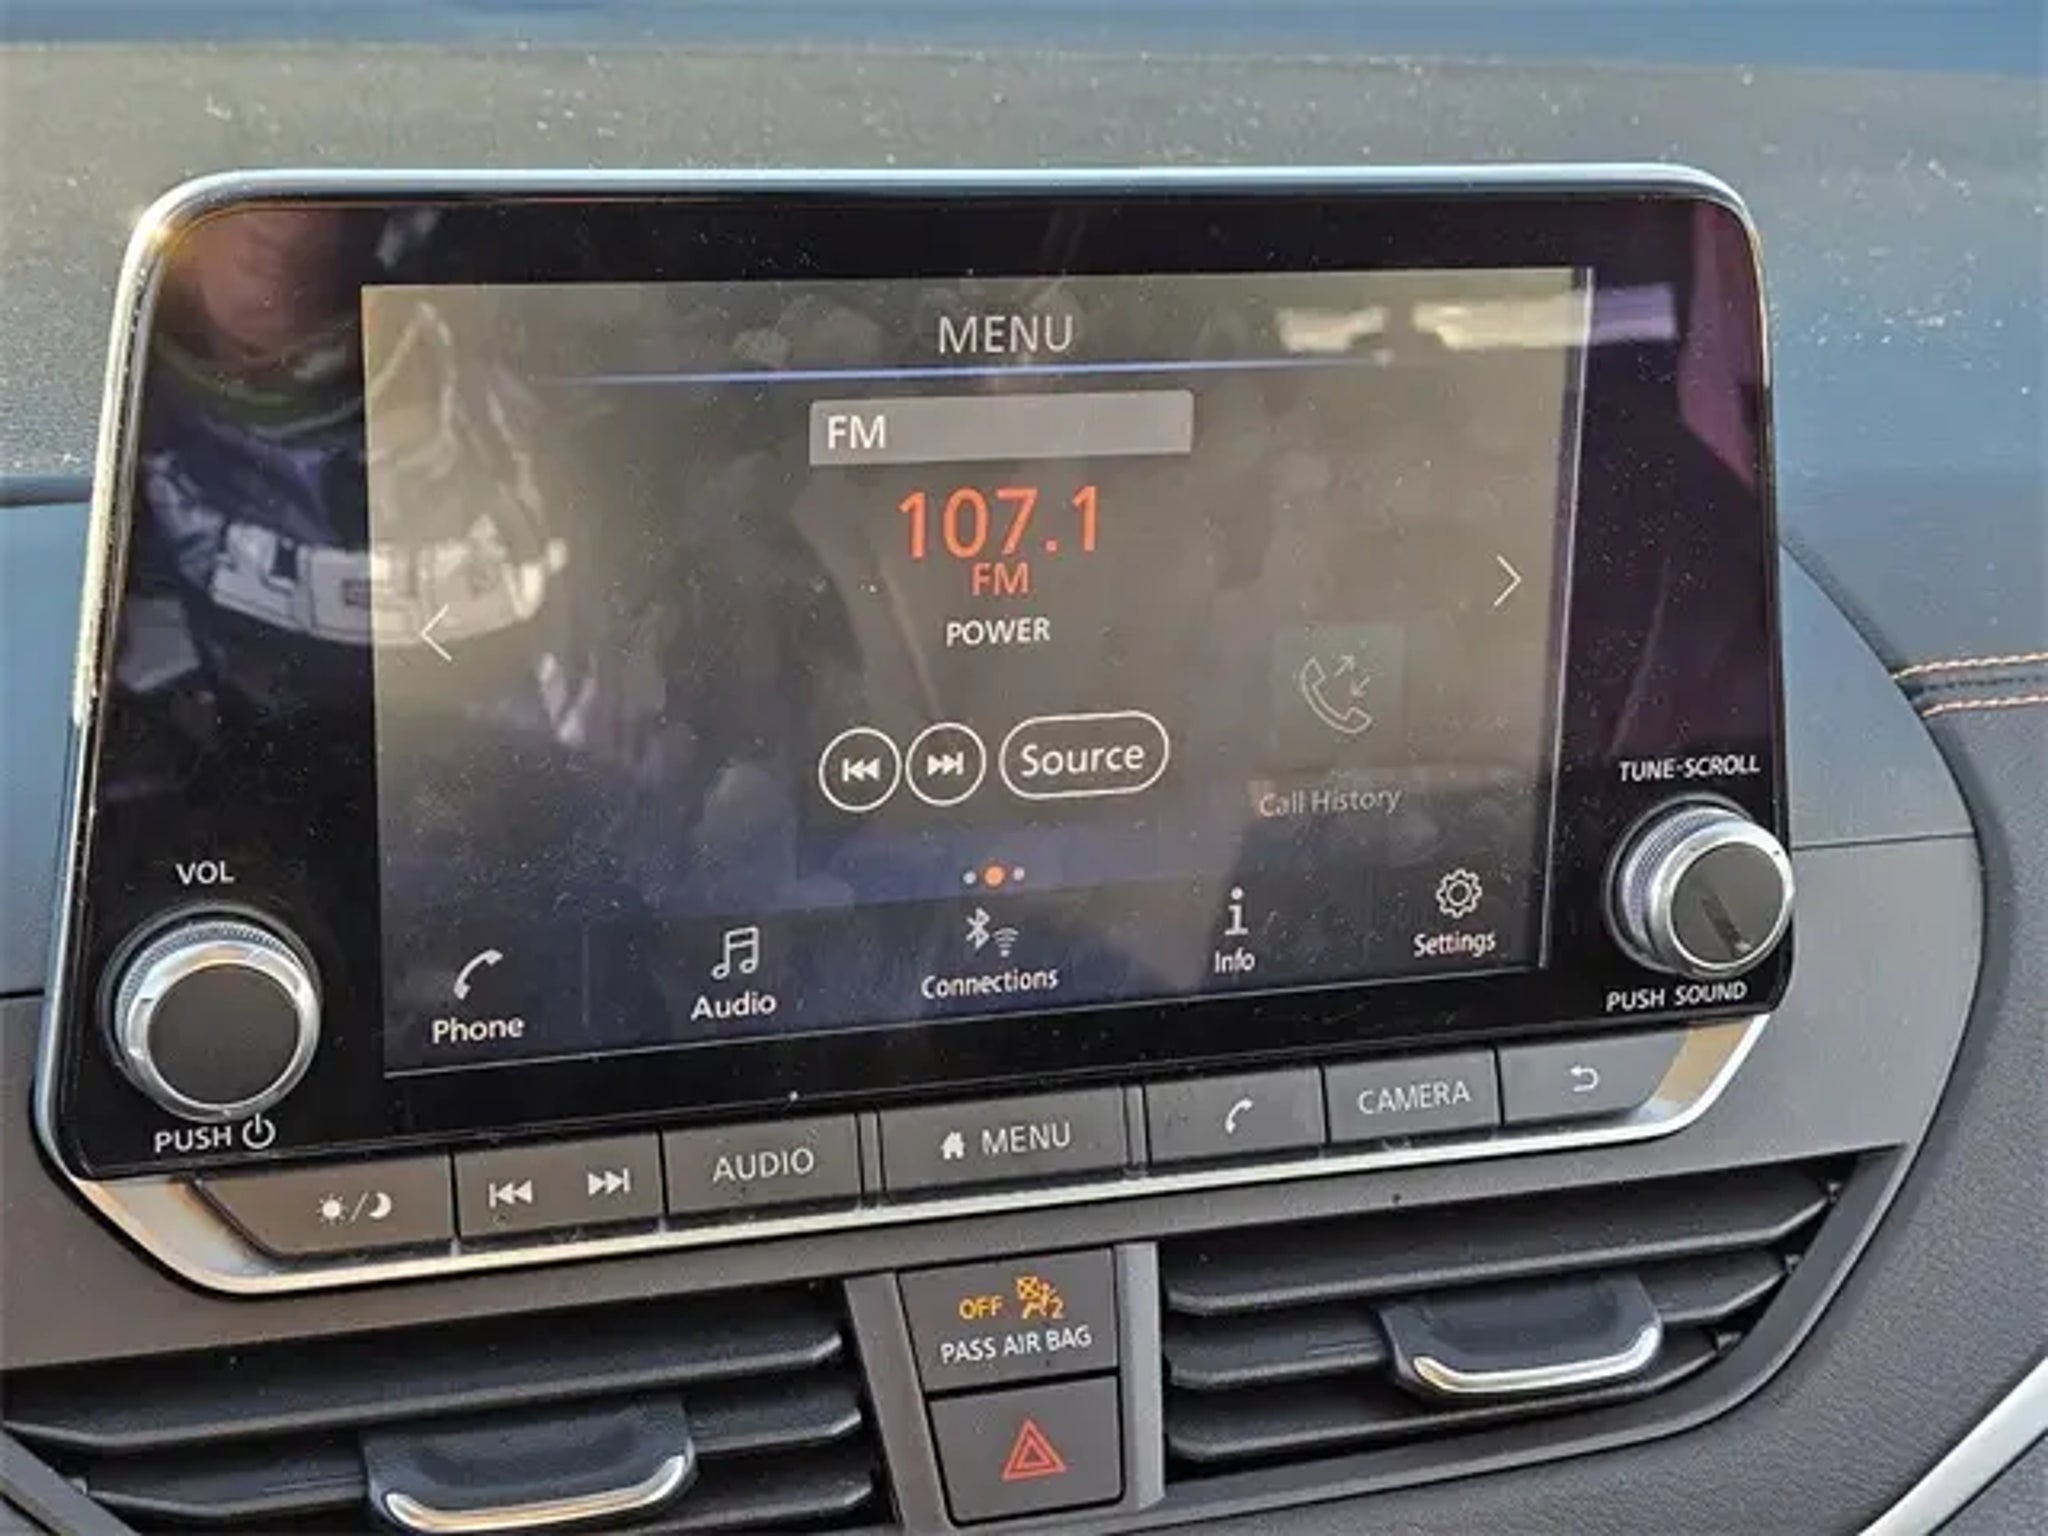 MENU
FM
107.1
FM
POWER
Source
Call History
TUNE-SCROLL
VOL
Phone
Audio
Connections
Info
Settings
PUSH SOUND
PUSH
AUDIO
MENU
CAMERA
OFF 2
PASS AIR BAG